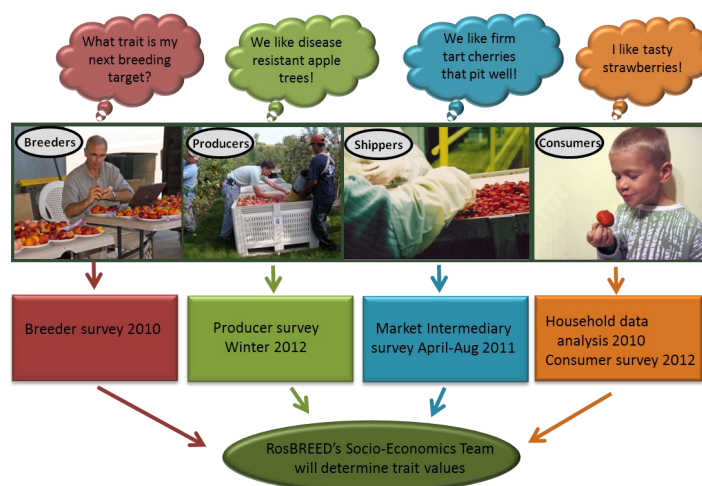 What trait is my
next breeding
target?
We like disease
resistant apple
trees!
We like firm
tart cherries
that pit well!
I like tasty
strawberries!
Breeders
Producers
Shippers
Consumers
Breeder survey 2010
Producer survey
Winter 2012
Market Intermediary
survey April-Aug 2011
Household data
analysis 2010
Consumer survey 2012
RosBREED's Socio-Economics Team
will determine trait values